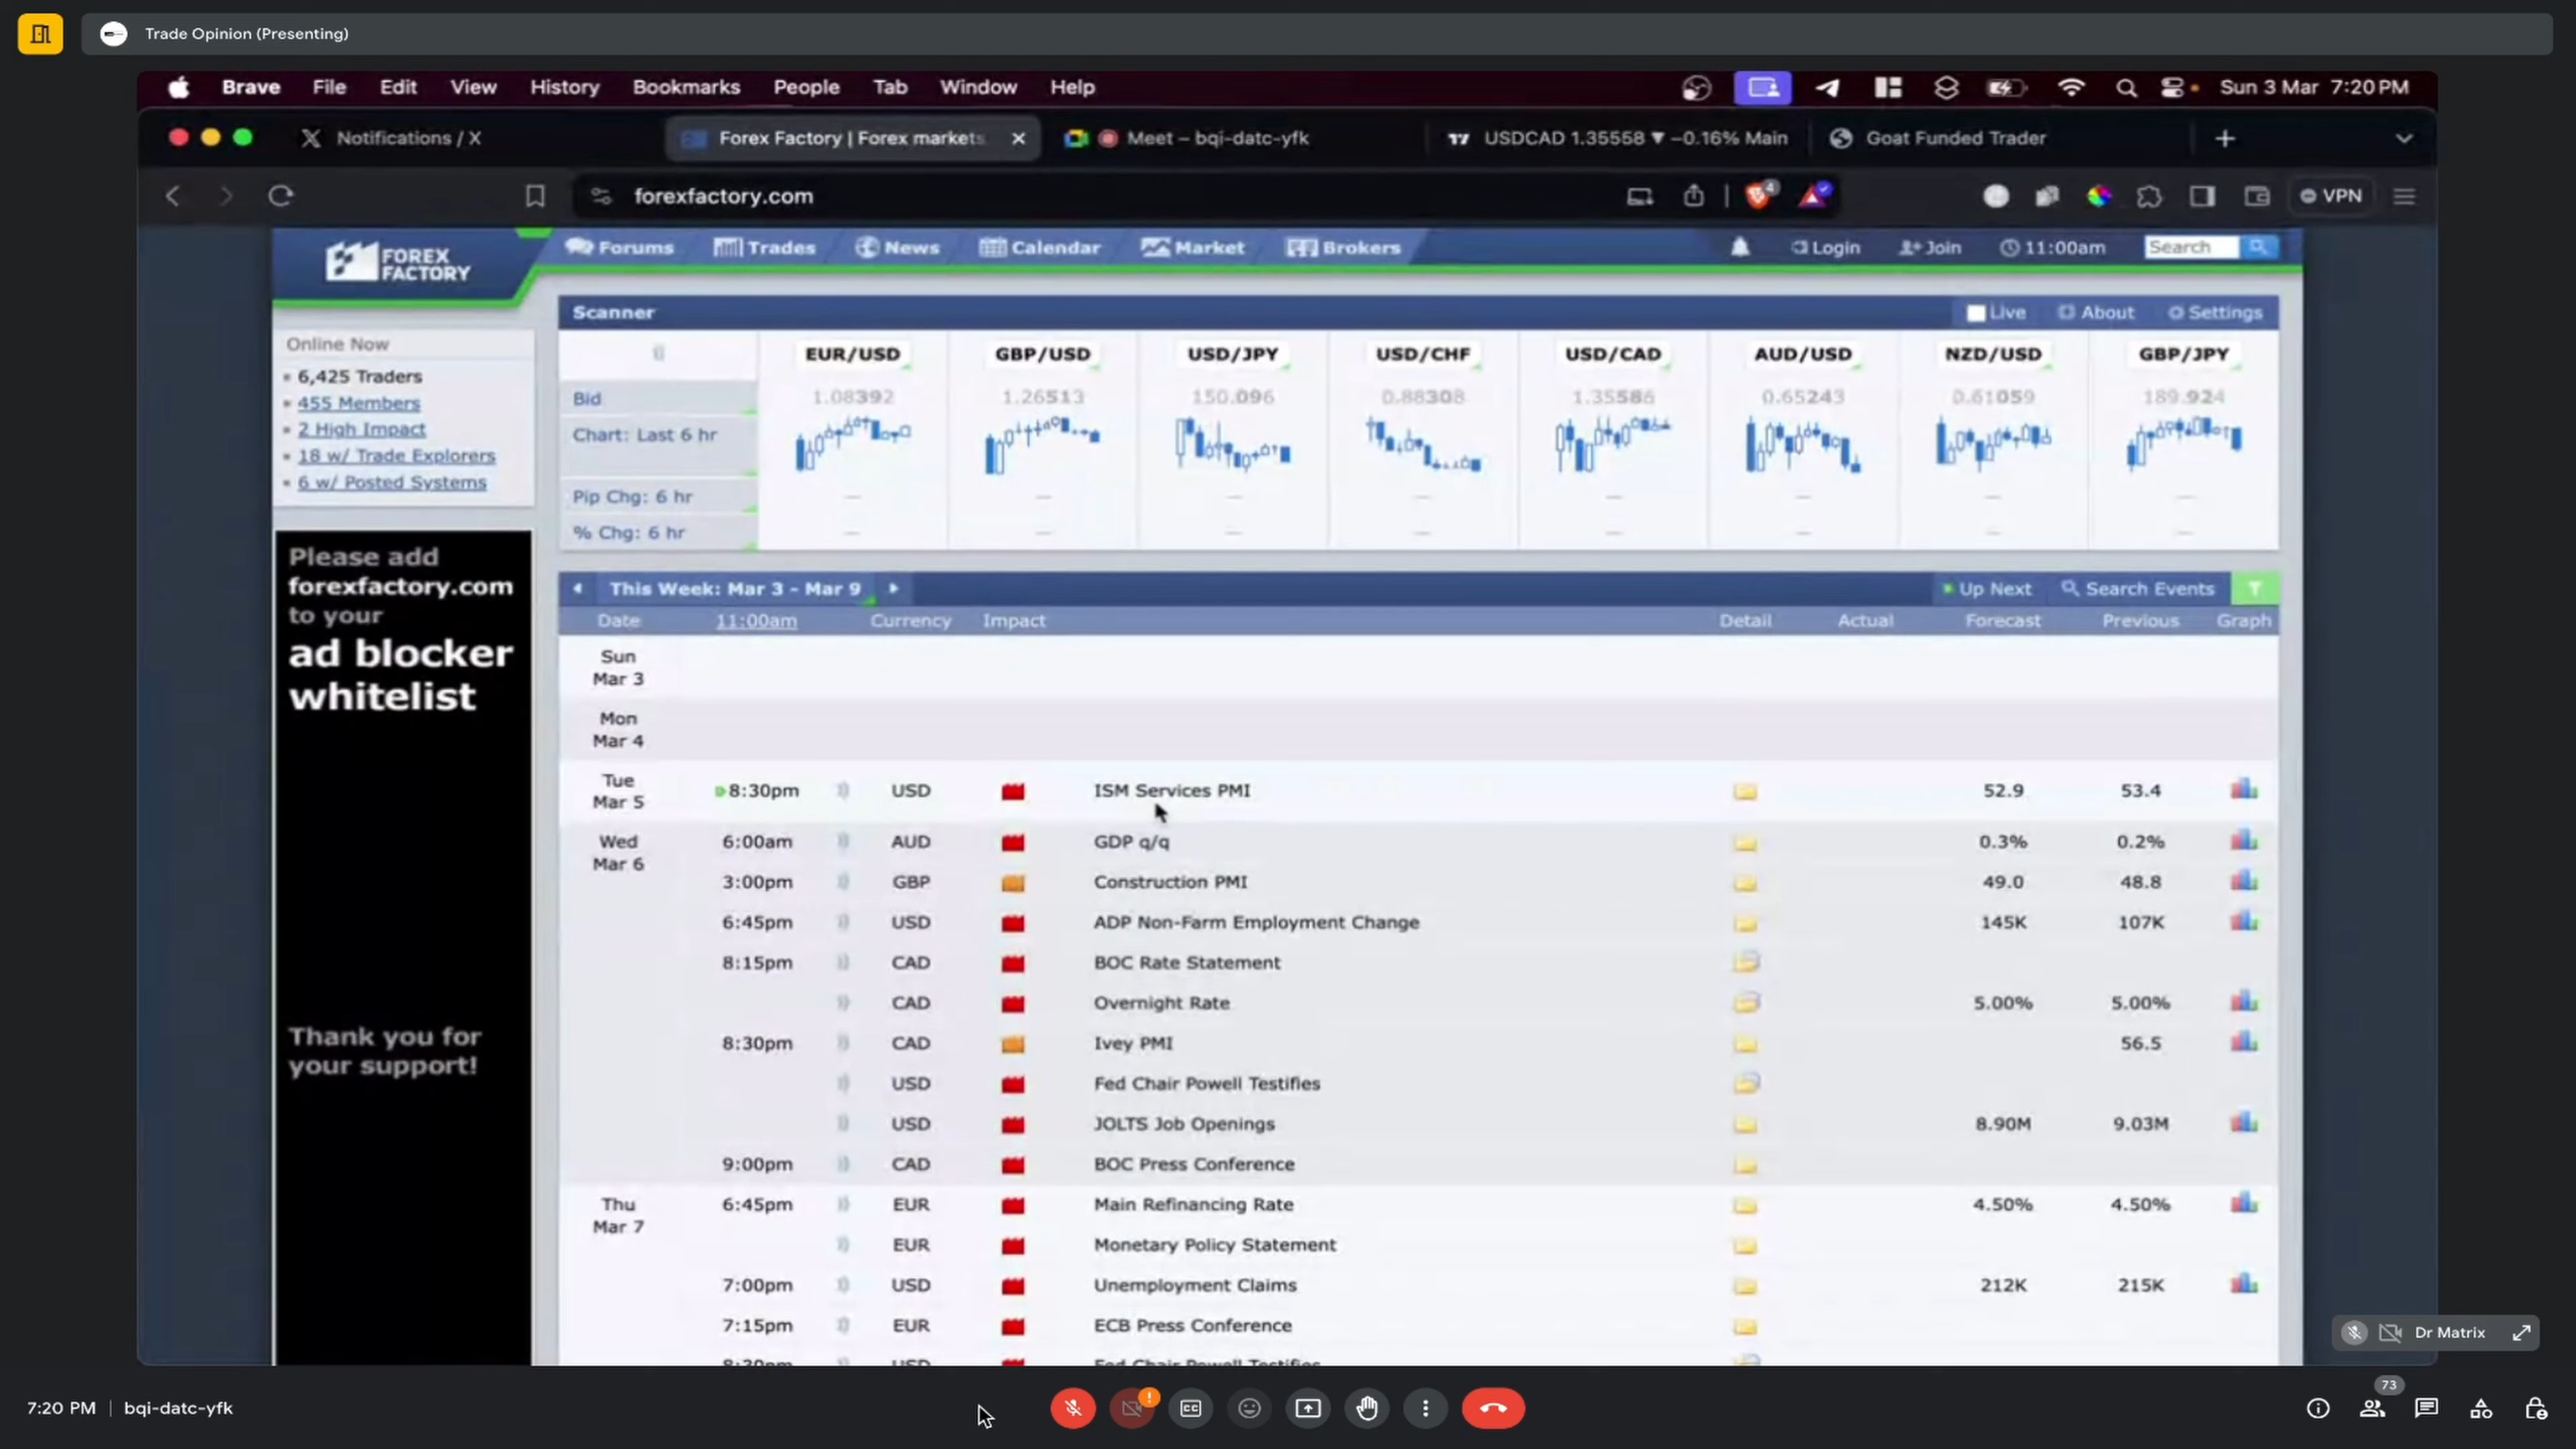 Trade Opinion (Presenting)
Brave File Edit View History Bookmarks People Tab Window Help Sun 3 Mar 7:20 PM
Notifications / X Forex Factory | Forex markets Meet – bqi-datc-yfk USDCAD 1.35558 ▼ −0.16% Main Goat Funded Trader
forexfactory.com 4 VPN
FOREX FACTORY Forums Trades News Calendar Market Brokers Login Join 11:00am Search
Scanner Live About Settings
Online Now
6,425 Traders
455 Members
2 High Impact
18 w/ Trade Explorers
6 w/ Posted Systems
EUR/USD GBP/USD USD/JPY USD/CHF USD/CAD AUD/USD NZD/USD GBP/JPY
Bid 1.08392 1.26513 150.096 0.88308 1.35586 0.65243 0.61059 189.924
Chart: Last 6 hr
Pip Chg: 6 hr — — — — — — — —
% Chg: 6 hr — — — — — — — —
Please add
forexfactory.com
to your
ad blocker
whitelist
Thank you for
your support!
This Week: Mar 3 - Mar 9 Up Next Search Events
Date 11:00am Currency Impact Detail Actual Forecast Previous Graph
Sun
Mar 3
Mon
Mar 4
Tue
Mar 5 8:30pm USD ISM Services PMI 52.9 53.4
Wed
Mar 6 6:00am AUD GDP q/q 0.3% 0.2%
3:00pm GBP Construction PMI 49.0 48.8
6:45pm USD ADP Non-Farm Employment Change 145K 107K
8:15pm CAD BOC Rate Statement
CAD Overnight Rate 5.00% 5.00%
8:30pm CAD Ivey PMI 56.5
USD Fed Chair Powell Testifies
USD JOLTS Job Openings 8.90M 9.03M
9:00pm CAD BOC Press Conference
Thu
Mar 7 6:45pm EUR Main Refinancing Rate 4.50% 4.50%
EUR Monetary Policy Statement
7:00pm USD Unemployment Claims 212K 215K
7:15pm EUR ECB Press Conference
8:30pm USD Fed Chair Powell Testifies
Dr Matrix
7:20 PM | bqi-datc-yfk CC 73